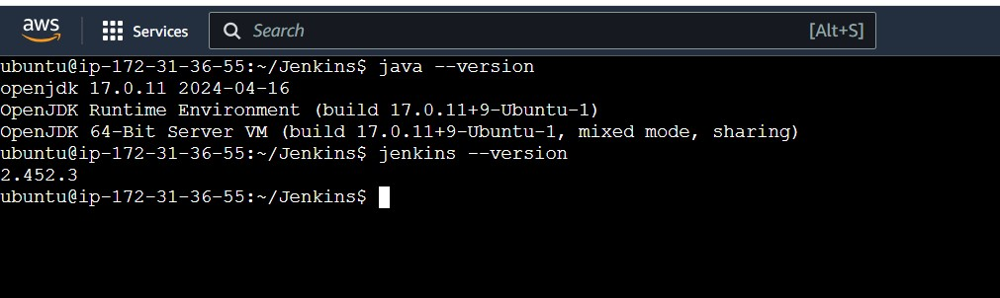 aws
Services
Search
[Alt+S]
ubuntu@ip-172-31-36-55:~/Jenkins$ java --version
openjdk 17.0.11 2024-04-16
OpenJDK Runtime Environment (build 17.0.11+9-Ubuntu-1)
OpenJDK 64-Bit Server VM (build 17.0.11+9-Ubuntu-1, mixed mode, sharing)
ubuntu@ip-172-31-36-55:~/Jenkins$ jenkins --version
2.452.3
ubuntu@ip-172-31-36-55:~/Jenkins$